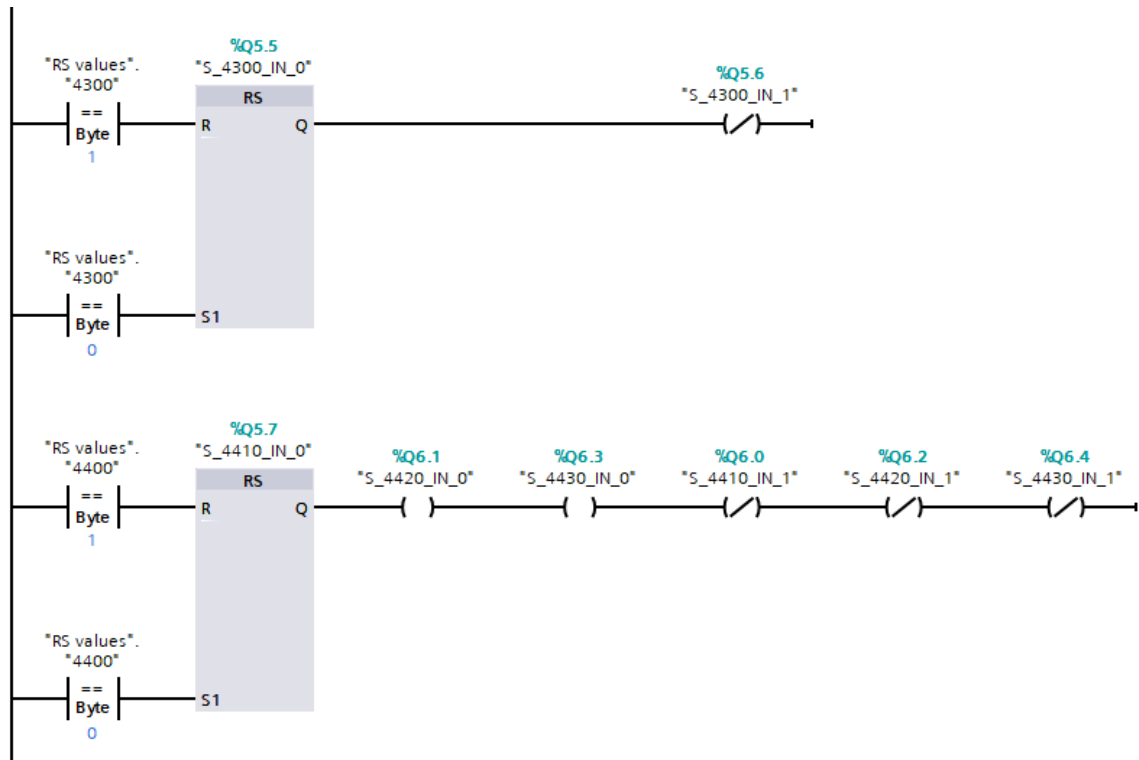 %Q5.5
"RS values".
"4300"
"S_4300_IN_0"
%Q5.6
"S_4300_IN_1"
==
Byte
1
RS
R
Q
"RS values".
"4300"
==
Byte
0
S1
%Q5.7
"RS values".
"4400"
"S_4410_IN_0"
%Q6.1
"S_4420_IN_0"
%Q6.3
"S_4430_IN_0"
%Q6.0
"S_4410_IN_1"
%Q6.2
"S_4420_IN_1"
%Q6.4
"S_4430_IN_1"
==
Byte
1
RS
R
Q
"RS values".
"4400"
==
Byte
0
S1